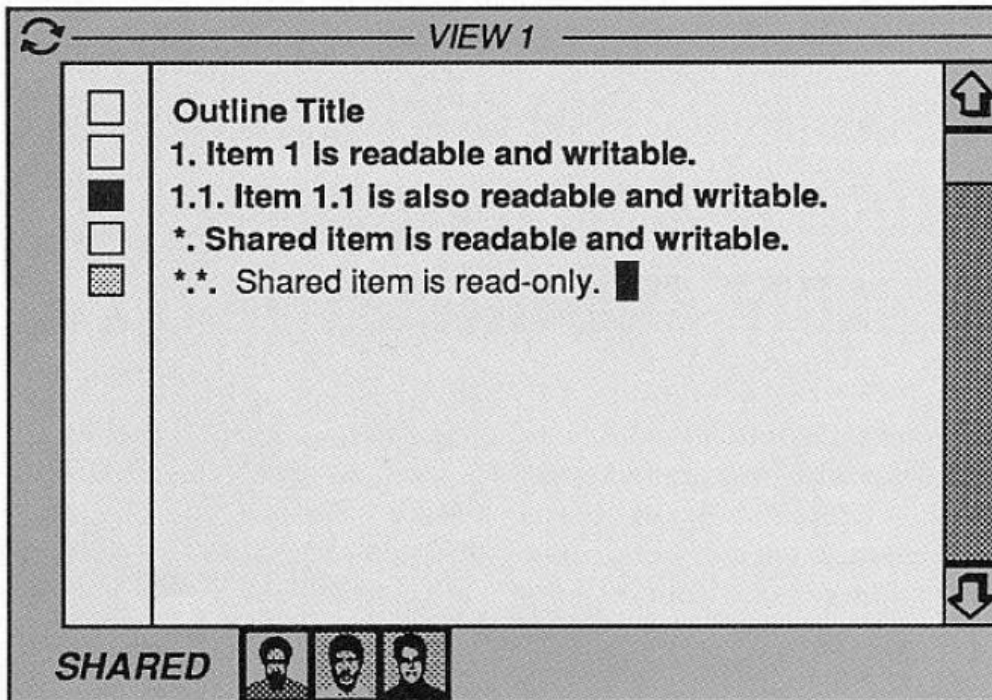 VIEW 1
Outline Title
1. Item 1 is readable and writable.
1.1. Item 1.1 is also readable and writable.
*. Shared item is readable and writable.
*.*. Shared item is read-only.
SHARED